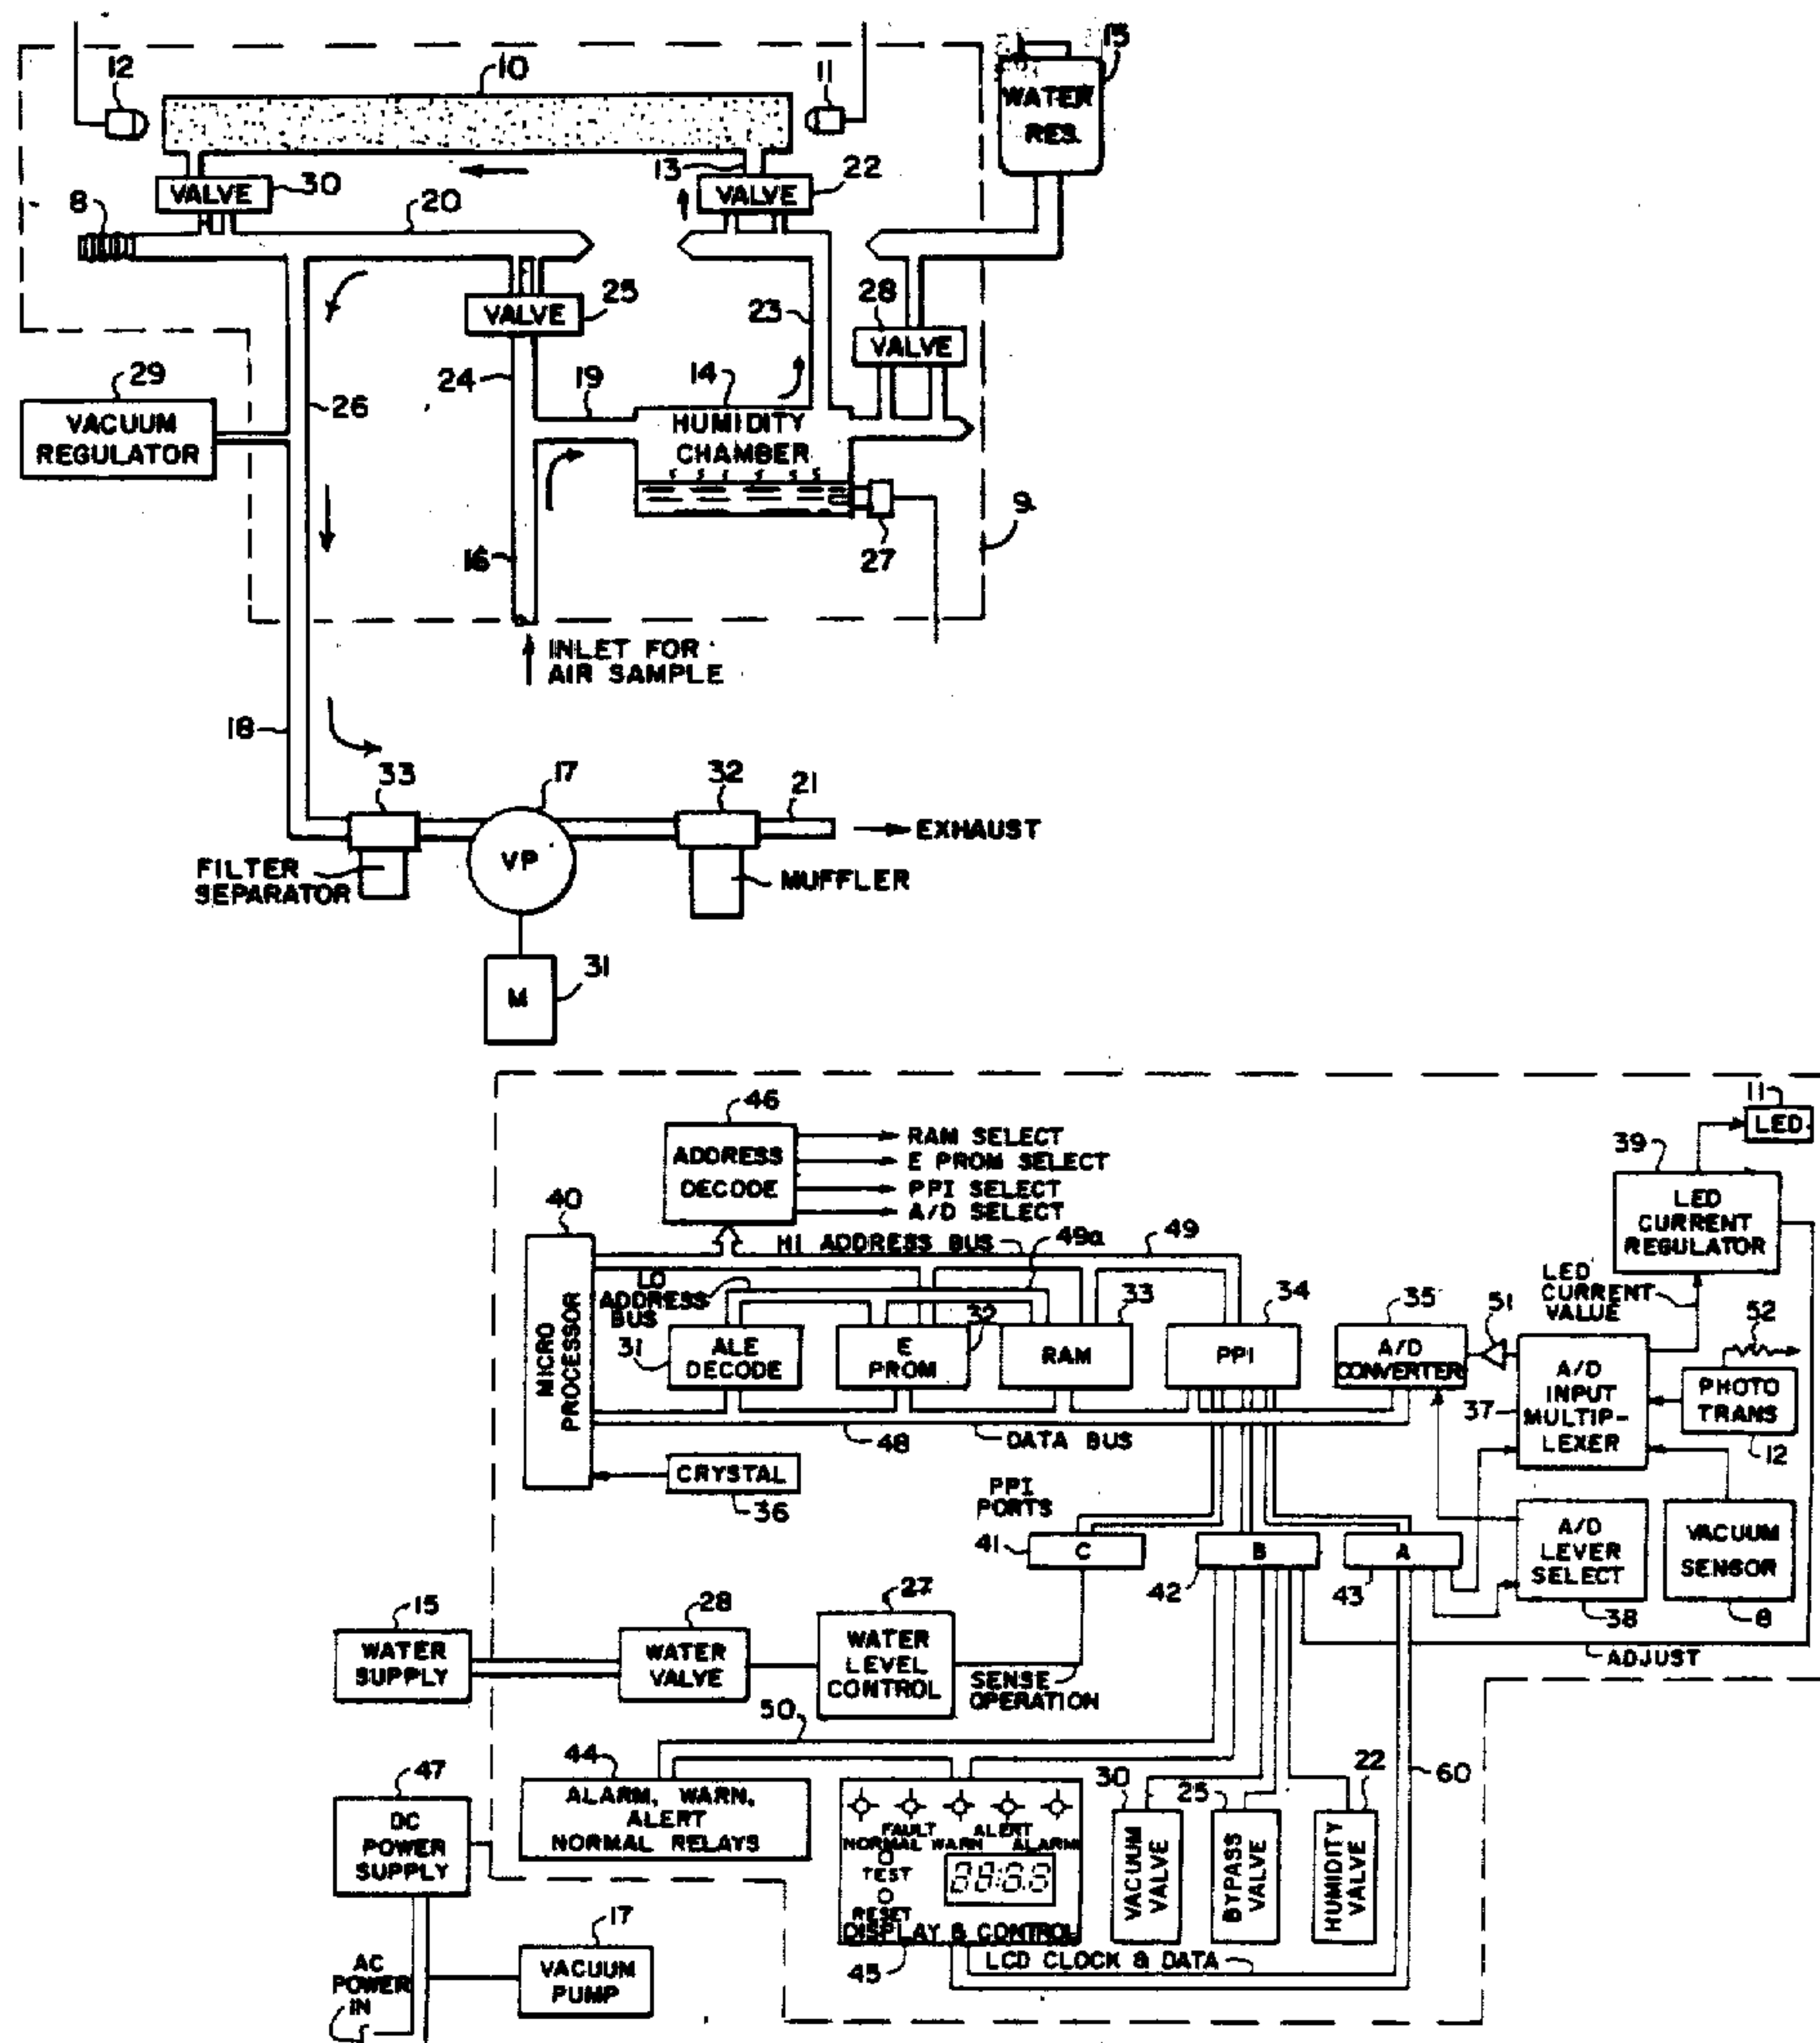 12
10
11
15
WATER
RES.
13
VALVE
30
VALVE
22
8
20
VALVE
25
23
28
VALVE
29
VACUUM
REGULATOR
26
24
19
14
HUMIDITY
CHAMBER
9
16
27
INLET FOR
AIR SAMPLE
18
33
17
32
21
EXHAUST
VP
FILTER
SEPARATOR
MUFFLER
M
31
46
ADDRESS
DECODE
RAM SELECT
E PROM SELECT
PPI SELECT
A/D SELECT
11
LED
39
LED
CURRENT
REGULATOR
40
MICRO
PROCESSOR
HI ADDRESS BUS
49a
49
LO
ADDRESS
BUS
LED
CURRENT
VALUE
31
ALE
DECODE
E
PROM
32
RAM
33
PPI
34
A/D
CONVERTER
35
51
52
A/D
INPUT
MULTIP-
LEXER
37
PHOTO
TRANS
12
48
DATA BUS
CRYSTAL
36
PPI
PORTS
41
C
B
42
A
43
A/D
LEVER
SELECT
38
VACUUM
SENSOR
8
ADJUST
15
WATER
SUPPLY
28
WATER
VALVE
27
WATER
LEVEL
CONTROL
SENSE
OPERATION
50
44
ALARM, WARN,
ALERT
NORMAL RELAYS
47
DC
POWER
SUPPLY
FAULT ALERT
NORMAL WARN ALARM
TEST
88:88
RESET
DISPLAY & CONTROL
45
30
VACUUM
VALVE
25
BYPASS
VALVE
22
HUMIDITY
VALVE
60
LCD CLOCK & DATA
17
VACUUM
PUMP
AC
POWER
IN